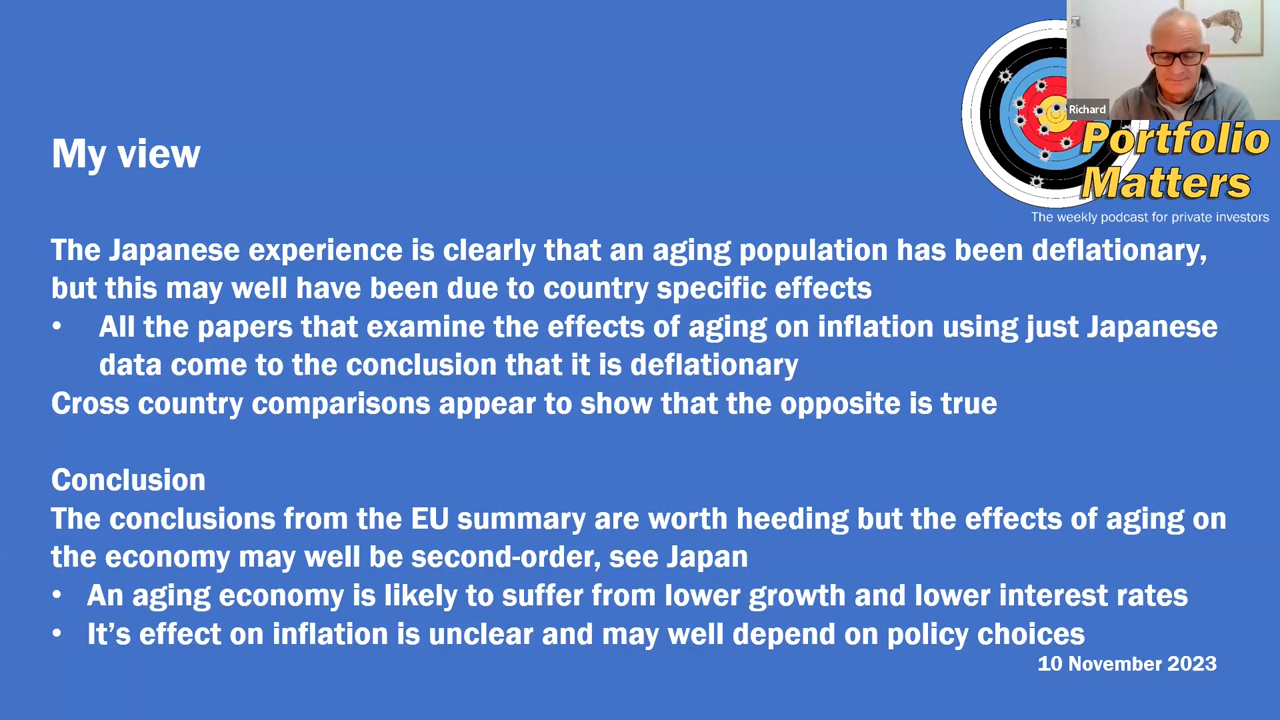 Richard
Portfolio
Matters
The weekly podcast for private investors
My view
The Japanese experience is clearly that an aging population has been deflationary,
but this may well have been due to country specific effects
• All the papers that examine the effects of aging on inflation using just Japanese
data come to the conclusion that it is deflationary
Cross country comparisons appear to show that the opposite is true
Conclusion
The conclusions from the EU summary are worth heeding but the effects of aging on
the economy may well be second-order, see Japan
• An aging economy is likely to suffer from lower growth and lower interest rates
• It's effect on inflation is unclear and may well depend on policy choices
10 November 2023